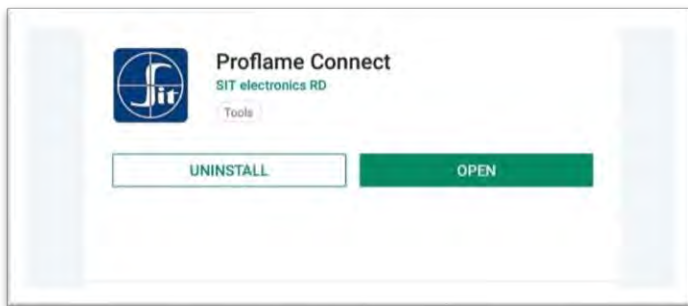 Sit
Proflame Connect
SIT electronics RD
Tools
UNINSTALL
OPEN